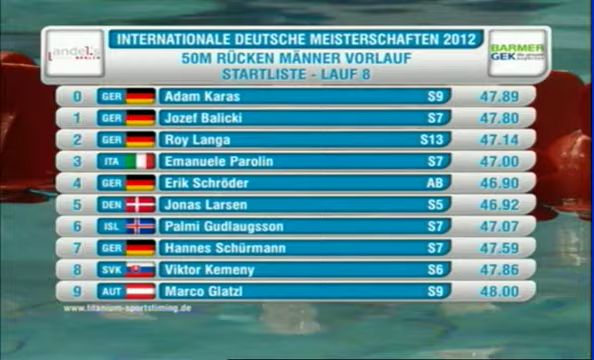 andel's
BERLIN
INTERNATIONALE DEUTSCHE MEISTERSCHAFTEN 2012
50M RÜCKEN MÄNNER VORLAUF
STARTLISTE - LAUF 8
BARMER
GEK
0 GER Adam Karas S9 47.89
1 GER Jozef Balicki S7 47.80
2 GER Roy Langa S13 47.14
3 ITA Emanuele Parolin S7 47.00
4 GER Erik Schröder AB 46.90
5 DEN Jonas Larsen S5 46.92
6 ISL Palmi Gudlaugsson S7 47.07
7 GER Hannes Schürmann S7 47.59
8 SVK Viktor Kemeny S6 47.86
9 AUT Marco Glatzl S9 48.00
www.titanium-sportstiming.de